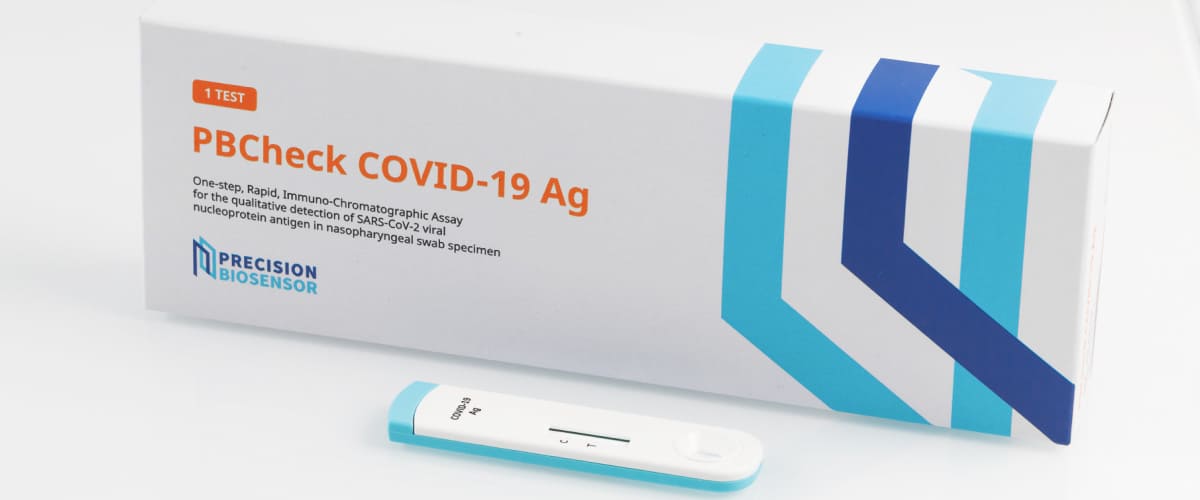 1 TEST
PBCheck COVID-19 Ag
One-step, Rapid, Immuno-Chromatographic Assay
for the qualitative detection of SARS-CoV-2 viral
nucleoprotein antigen in nasopharyngeal swab specimen
PRECISION
BIOSENSOR
COVID-19
Ag
C T